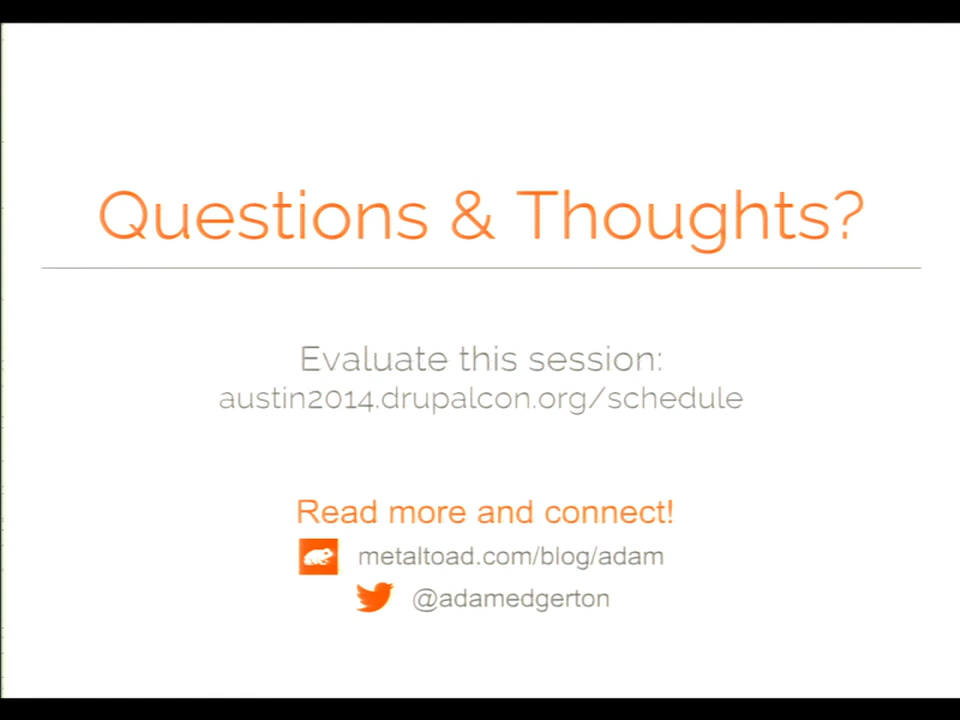 Questions & Thoughts?
Evaluate this session:
austin2014.drupalcon.org/schedule
Read more and connect!
metaltoad.com/blog/adam
@adamedgerton